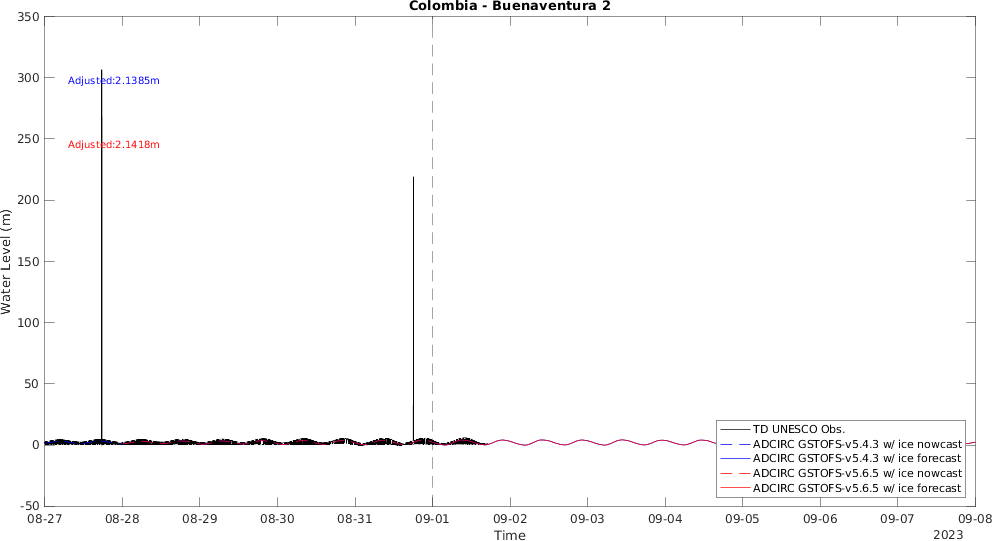 Colombia - Buenaventura 2
350
300
250
200
150
100
50
0
-50
Water Level (m)
Adjusted:2.1385m
Adjusted:2.1418m
TD UNESCO Obs.
ADCIRC GSTOFS-v5.4.3 w/ ice nowcast
ADCIRC GSTOFS-v5.4.3 w/ ice forecast
ADCIRC GSTOFS-v5.6.5 w/ ice nowcast
ADCIRC GSTOFS-v5.6.5 w/ ice forecast
08-27 08-28 08-29 08-30 08-31 09-01 09-02 09-03 09-04 09-05 09-06 09-07 09-08
Time
2023